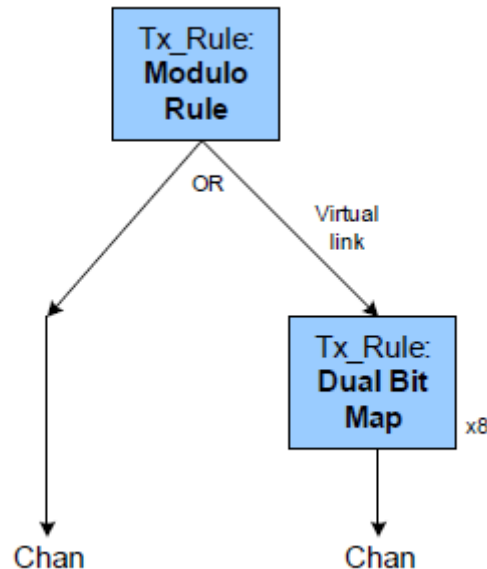 Tx_Rule:
Modulo
Rule
OR
Virtual
link
Tx_Rule:
Dual Bit
Map
x8
Chan
Chan